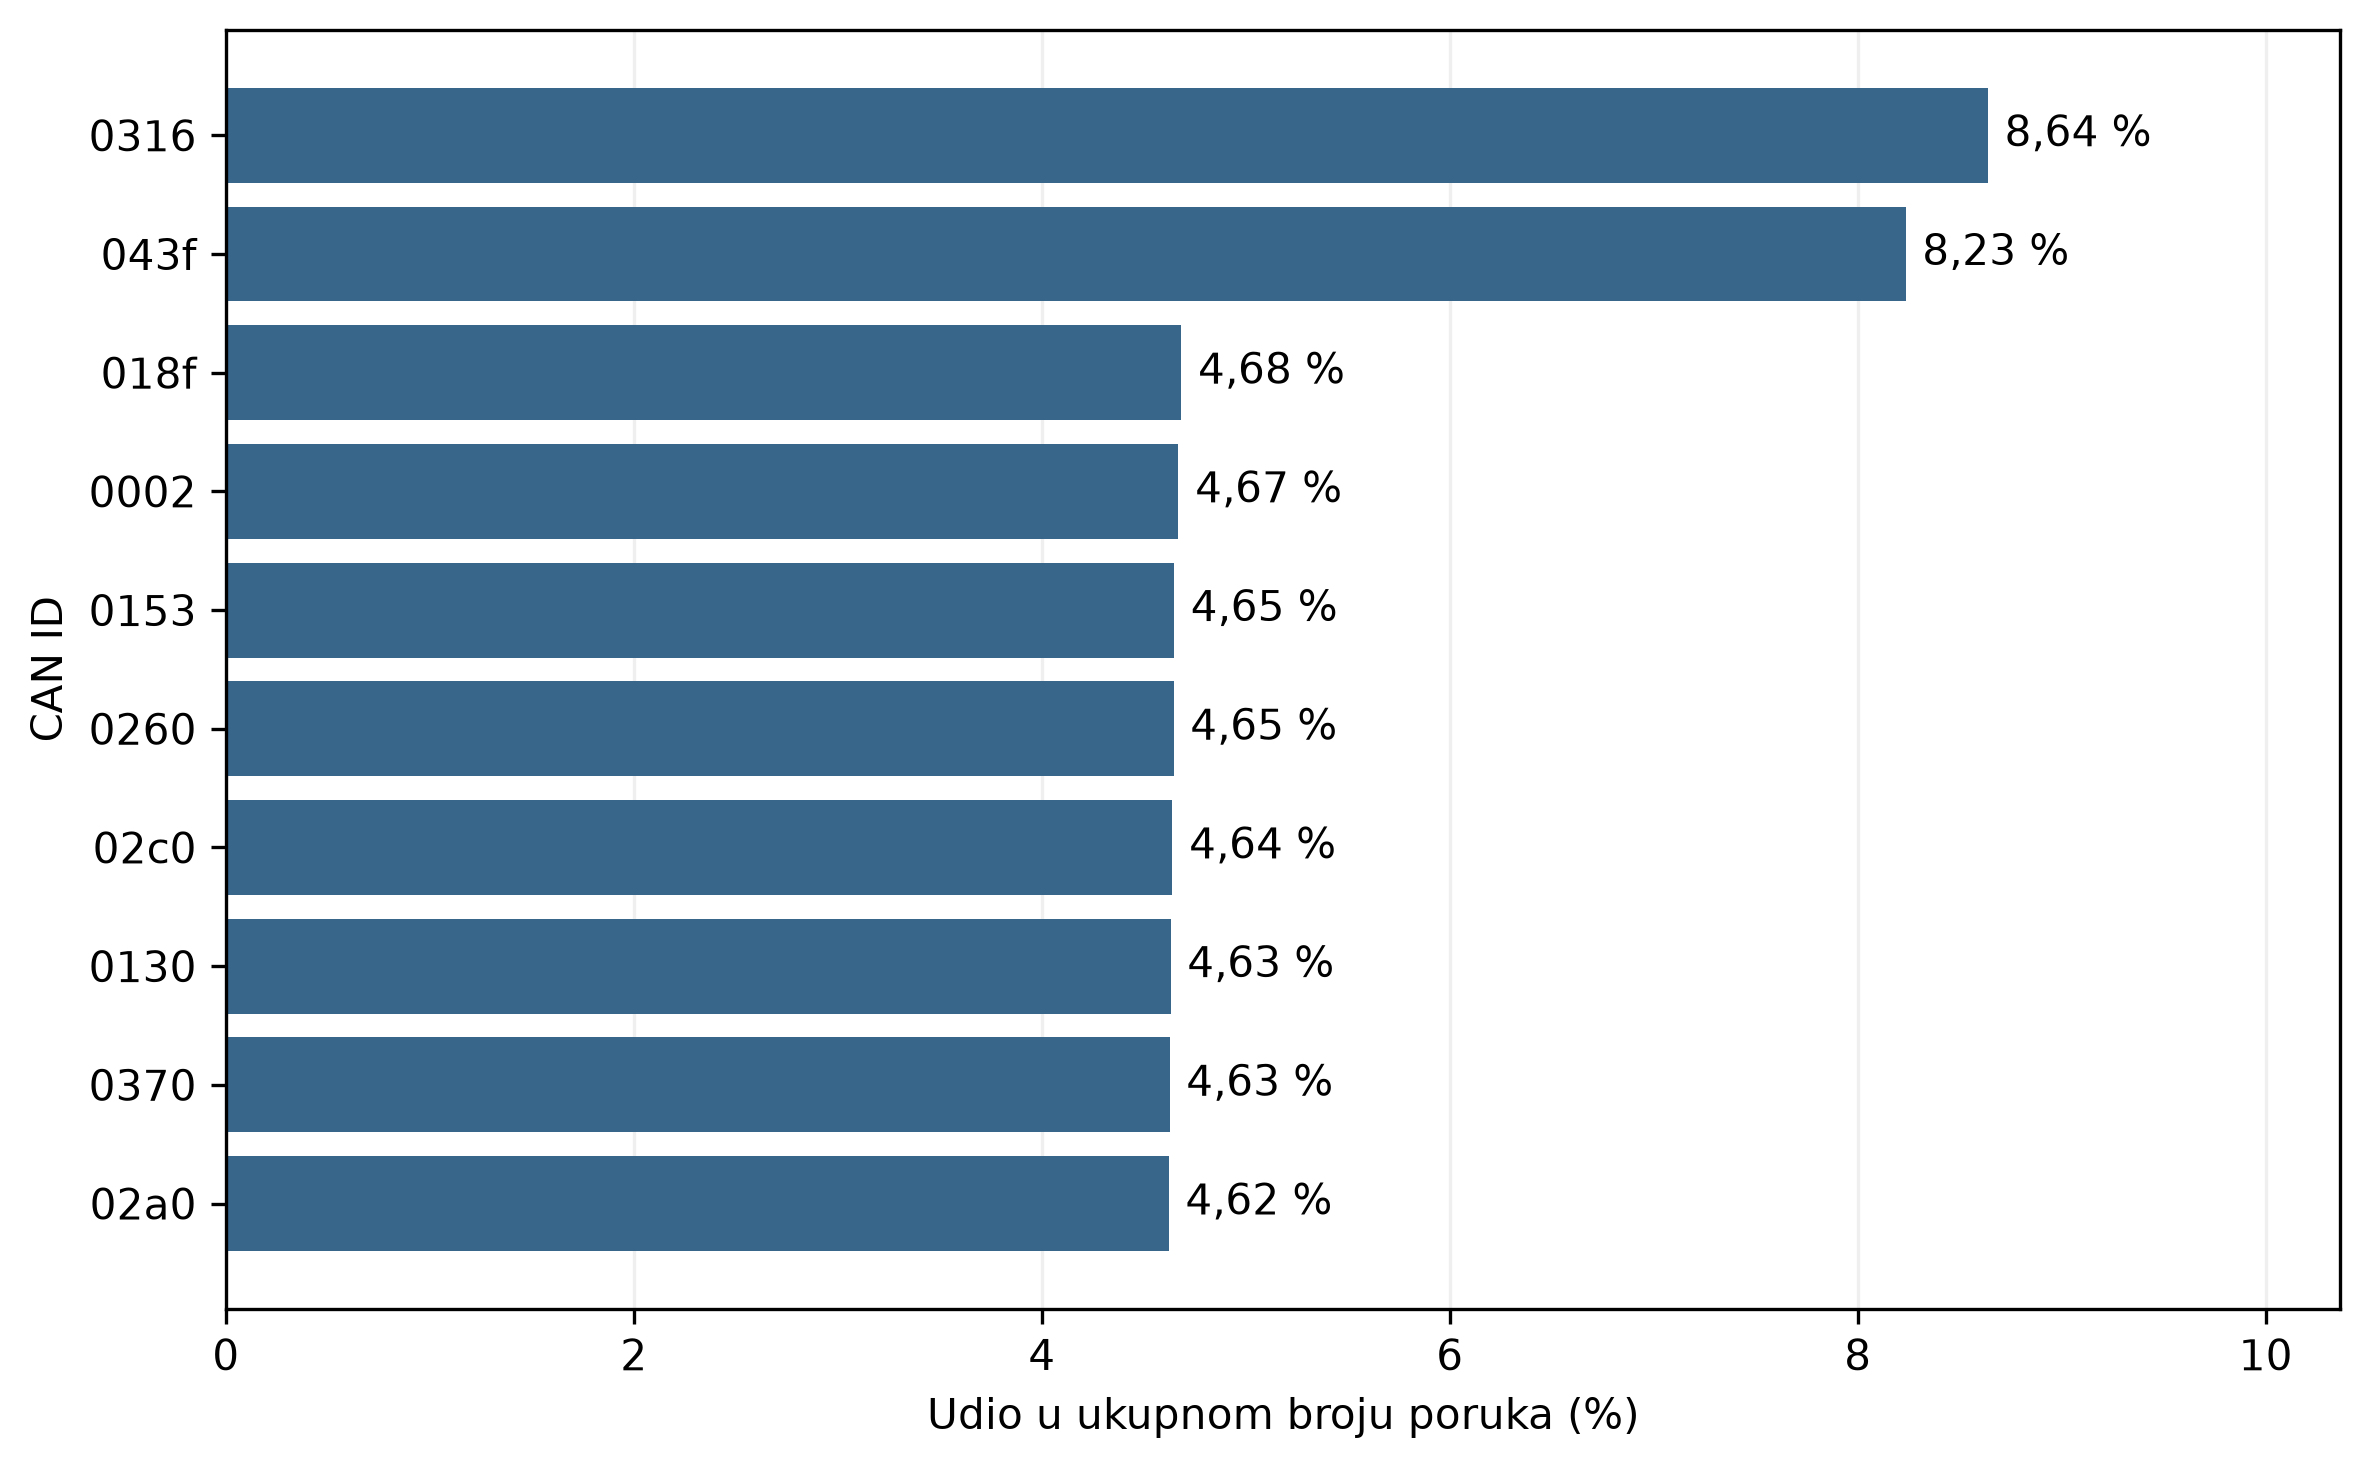 0316 8,64 %
043f 8,23 %
018f 4,68 %
0002 4,67 %
0153 4,65 %
0260 4,65 %
02c0 4,64 %
0130 4,63 %
0370 4,63 %
02a0 4,62 %
CAN ID
0 2 4 6 8 10
Udio u ukupnom broju poruka (%)